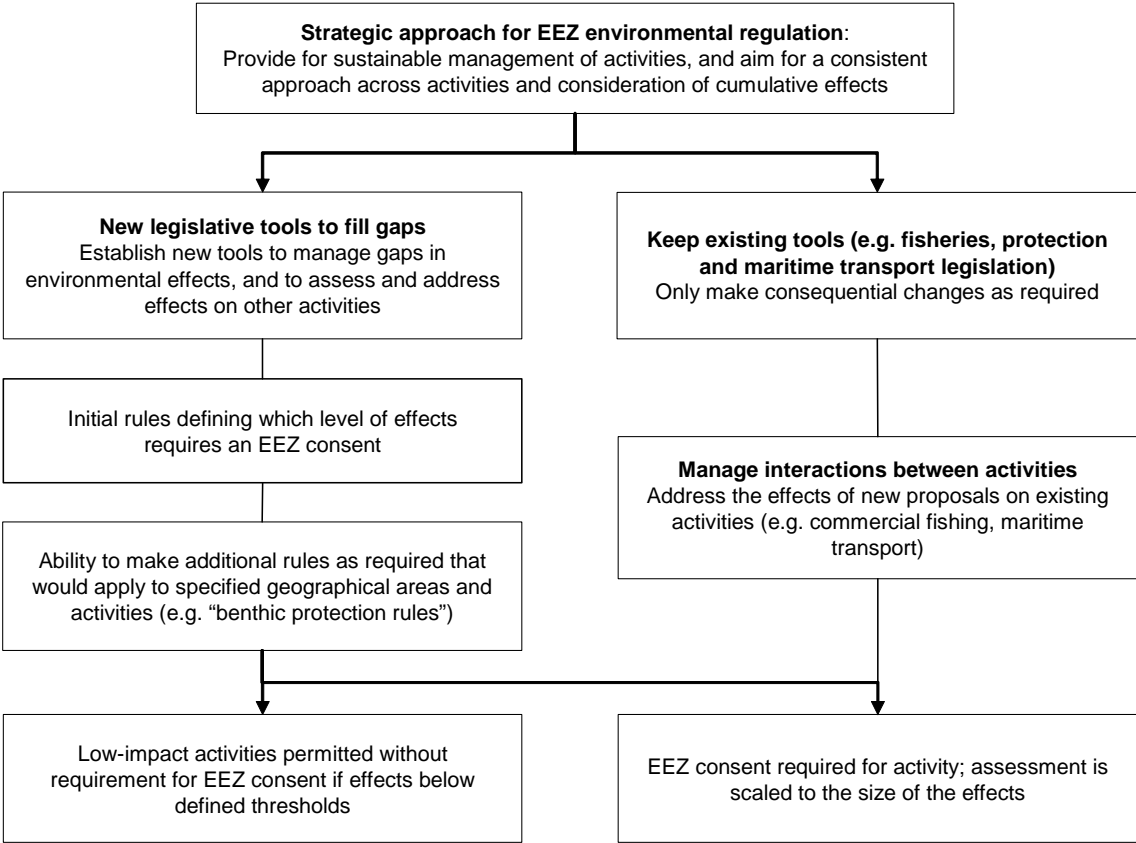 Strategic approach for EEZ environmental regulation:
Provide for sustainable management of activities, and aim for a consistent
approach across activities and consideration of cumulative effects
New legislative tools to fill gaps
Establish new tools to manage gaps in
environmental effects, and to assess and address
effects on other activities
Keep existing tools (e.g. fisheries, protection
and maritime transport legislation)
Only make consequential changes as required
Initial rules defining which level of effects
requires an EEZ consent
Manage interactions between activities
Address the effects of new proposals on existing
activities (e.g. commercial fishing, maritime
transport)
Ability to make additional rules as required that
would apply to specified geographical areas and
activities (e.g. “benthic protection rules”)
Low-impact activities permitted without
requirement for EEZ consent if effects below
defined thresholds
EEZ consent required for activity; assessment is
scaled to the size of the effects